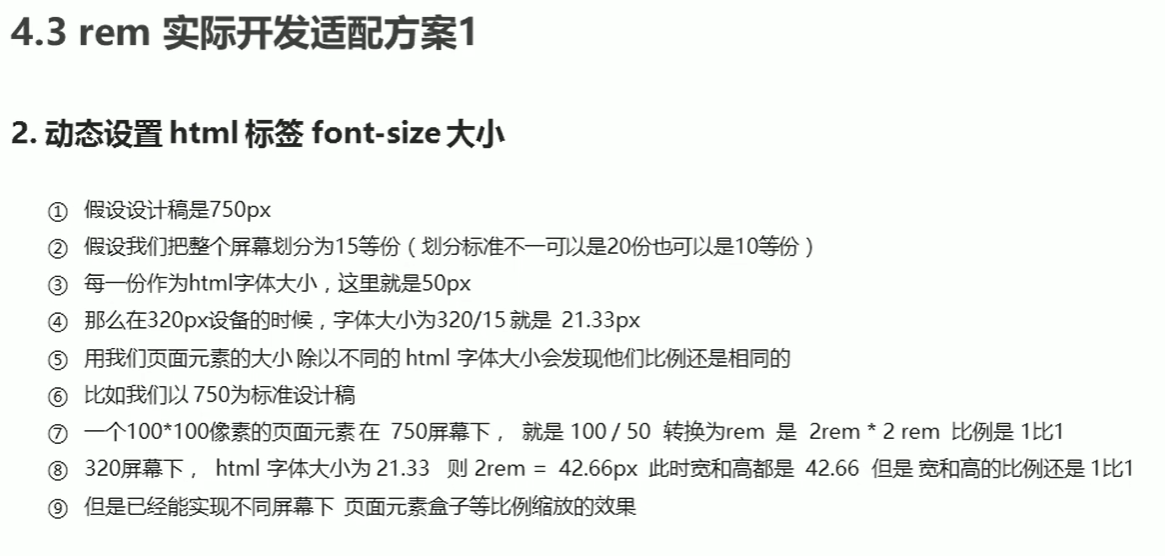 4.3 rem 实际开发适配方案1
2. 动态设置 html 标签 font-size 大小
① 假设设计稿是750px
② 假设我们把整个屏幕划分为15等份（划分标准不一可以是20份也可以是10等份）
③ 每一份作为html字体大小，这里就是50px
④ 那么在320px设备的时候，字体大小为320/15 就是 21.33px
⑤ 用我们页面元素的大小 除以不同的 html 字体大小会发现他们比例还是相同的
⑥ 比如我们以 750为标准设计稿
⑦ 一个100*100像素的页面元素 在 750屏幕下， 就是 100 / 50 转换为rem 是 2rem * 2 rem 比例是 1比1
⑧ 320屏幕下， html 字体大小为 21.33 则 2rem = 42.66px 此时宽和高都是 42.66 但是 宽和高的比例还是 1比1
⑨ 但是已经能实现不同屏幕下 页面元素盒子等比例缩放的效果